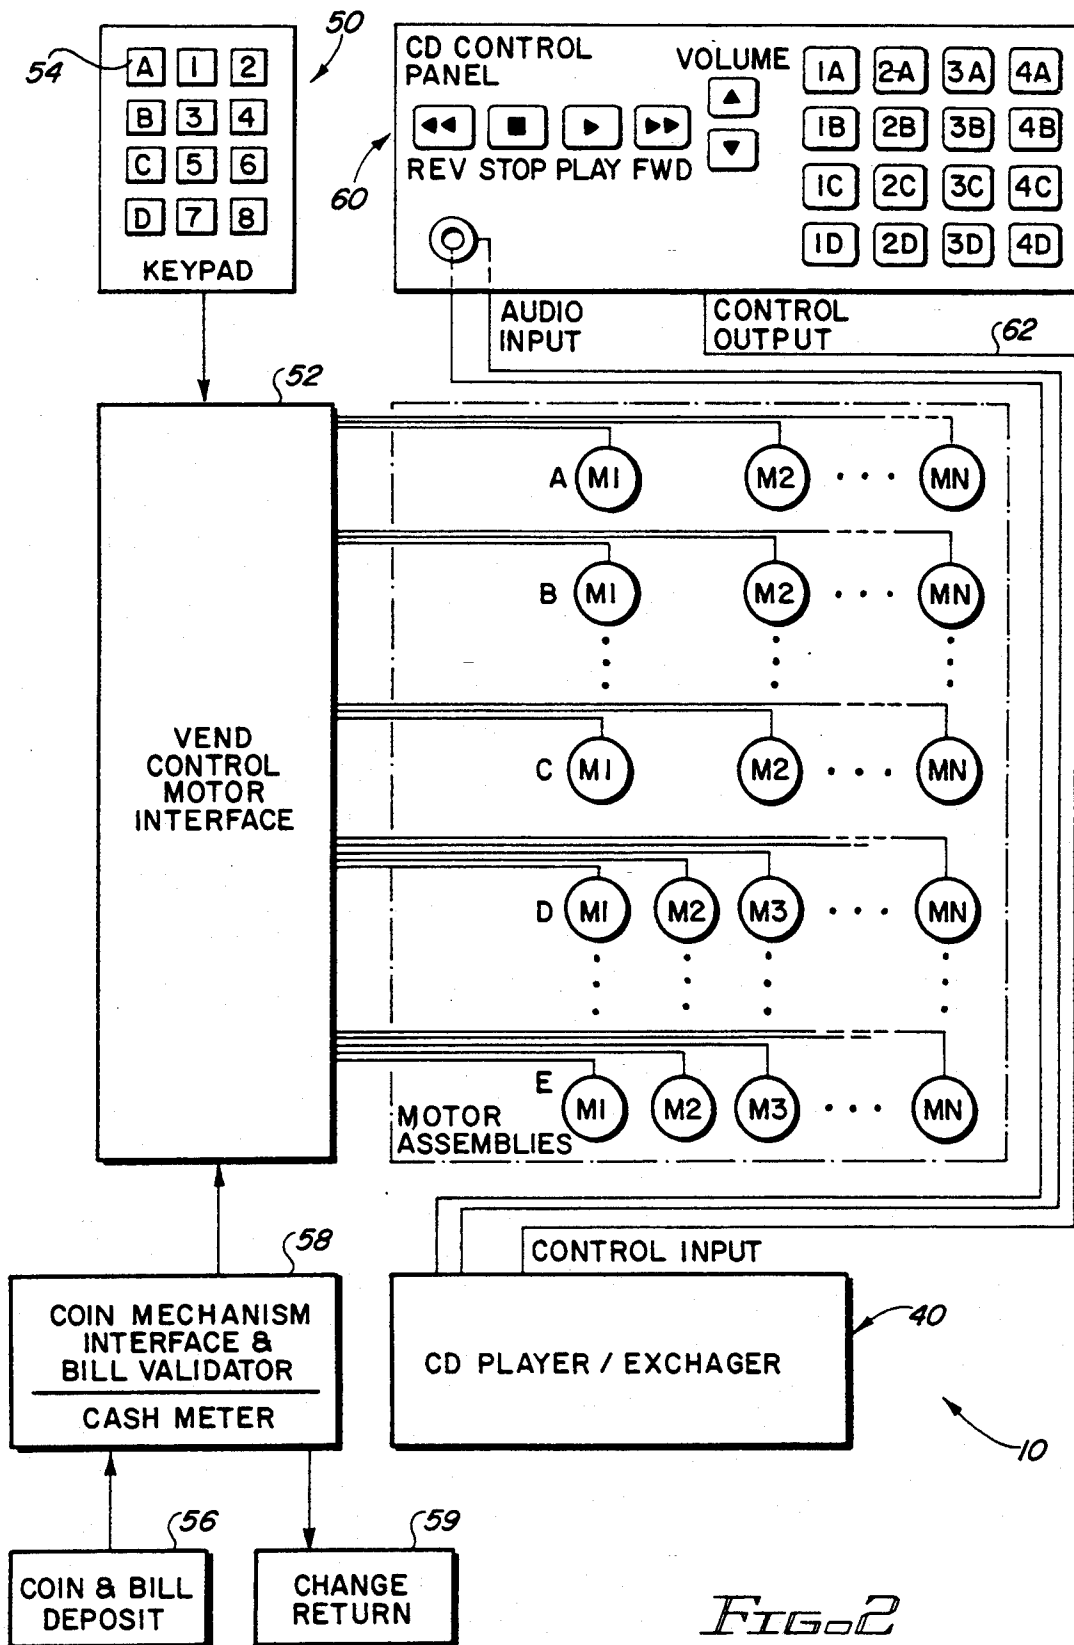 54
50
A 1 2
B 3 4
C 5 6
D 7 8
KEYPAD
CD CONTROL
PANEL
VOLUME
REV STOP PLAY FWD
60
1A 2-A 3A 4A
1B 2B 3B 4B
1C 2C 3C 4C
1D 2D 3D 4D
AUDIO
INPUT
CONTROL
OUTPUT
62
52
VEND
CONTROL
MOTOR
INTERFACE
A M1 M2 · · · MN
B M1 M2 · · · MN
C M1 M2 · · · MN
D M1 M2 M3 · · · MN
E M1 M2 M3 · · · MN
MOTOR
ASSEMBLIES
58
COIN MECHANISM
INTERFACE &
BILL VALIDATOR
CASH METER
CONTROL INPUT
CD PLAYER / EXCHAGER
40
10
56
COIN & BILL
DEPOSIT
59
CHANGE
RETURN
FIG. 2